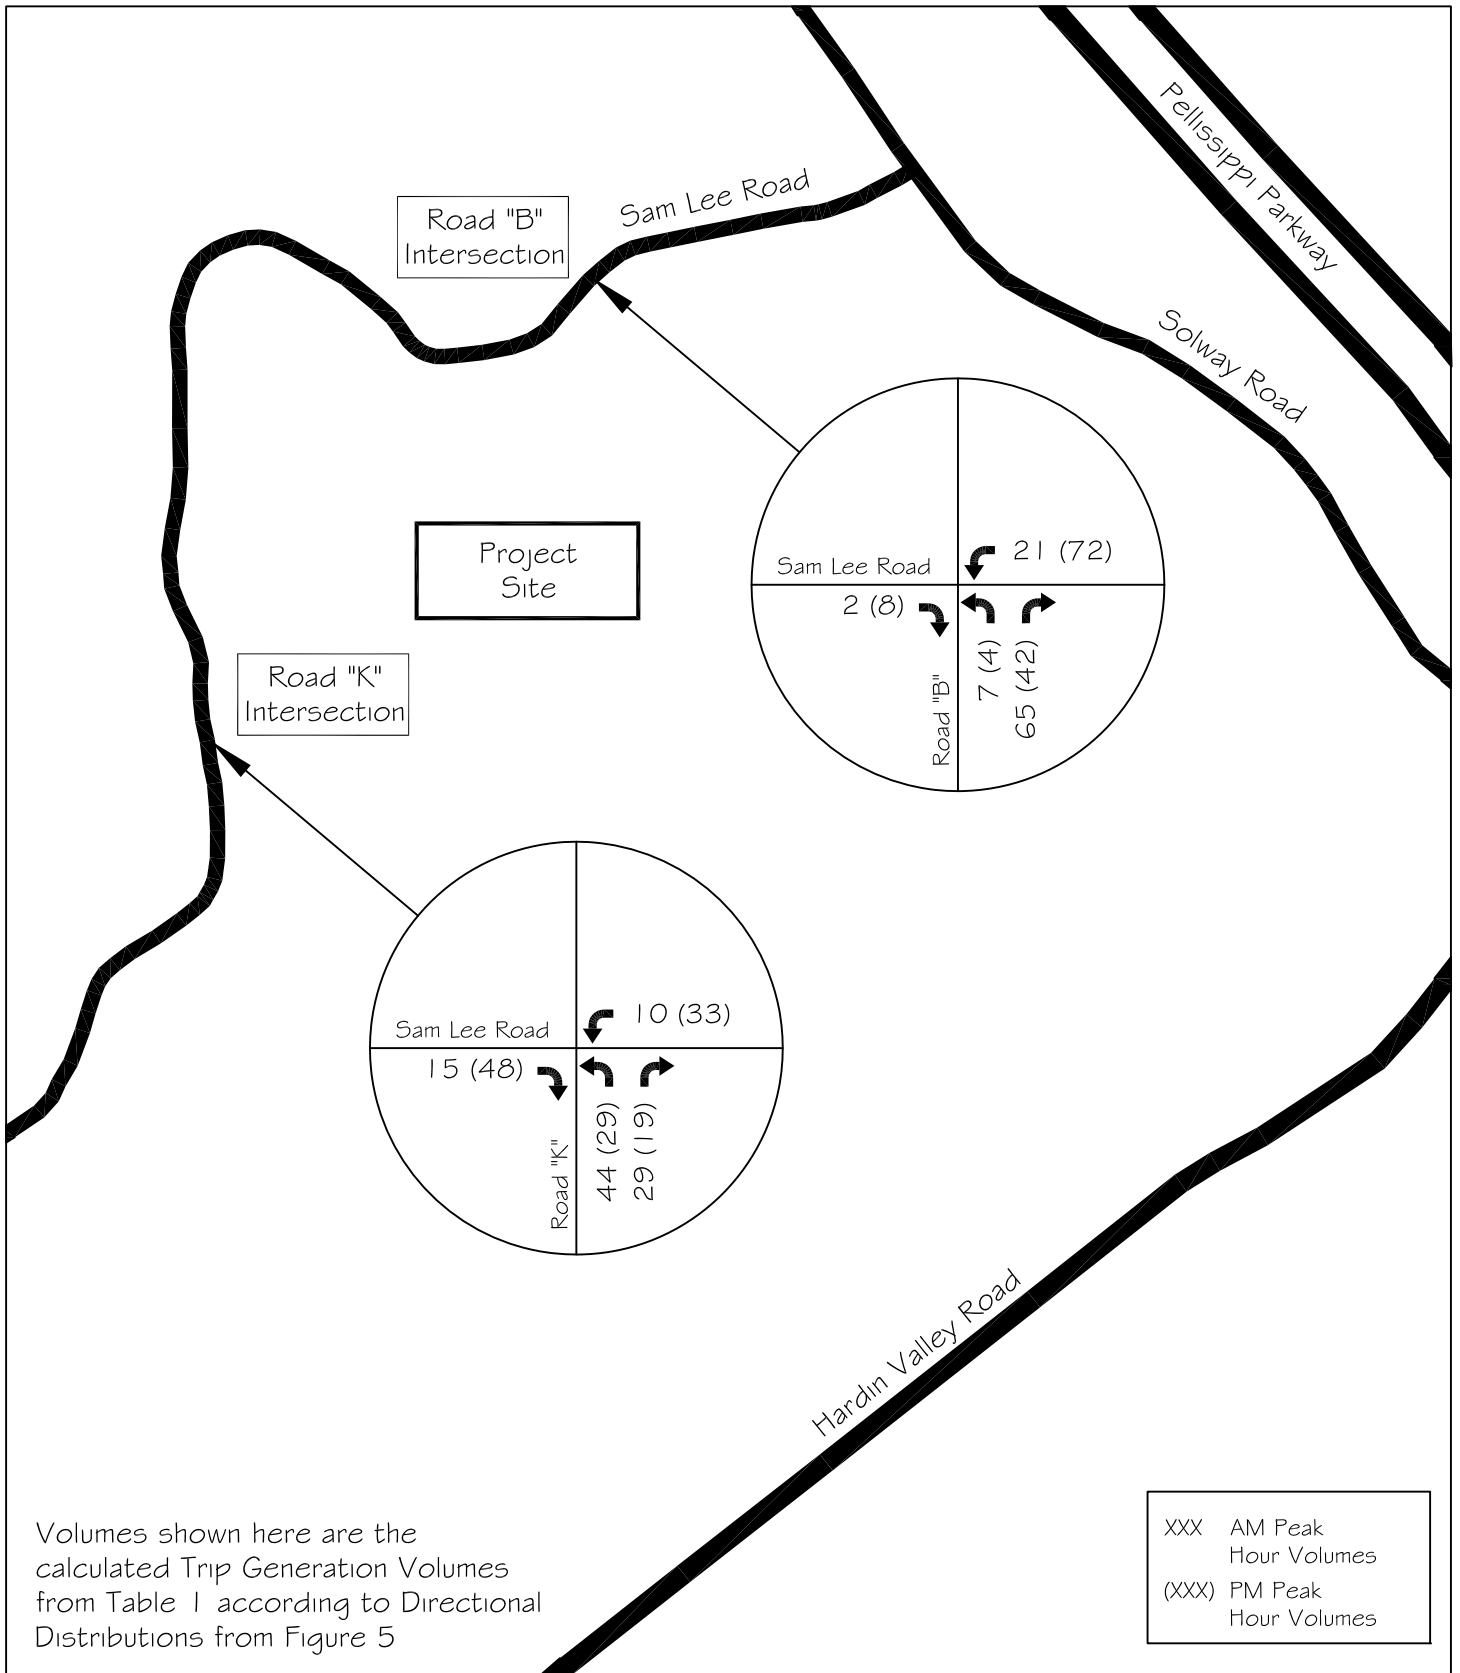 Pellissippi Parkway
Sam Lee Road
Road "B"
Intersection
Solway Road
Project
Site
Sam Lee Road
21 (72)
2 (8)
7 (4)
65 (42)
Road "B"
Road "K"
Intersection
Sam Lee Road
10 (33)
15 (48)
44 (29)
29 (19)
Road "K"
Hardin Valley Road
Volumes shown here are the
calculated Trip Generation Volumes
from Table 1 according to Directional
Distributions from Figure 5
XXX AM Peak
Hour Volumes
(XXX) PM Peak
Hour Volumes